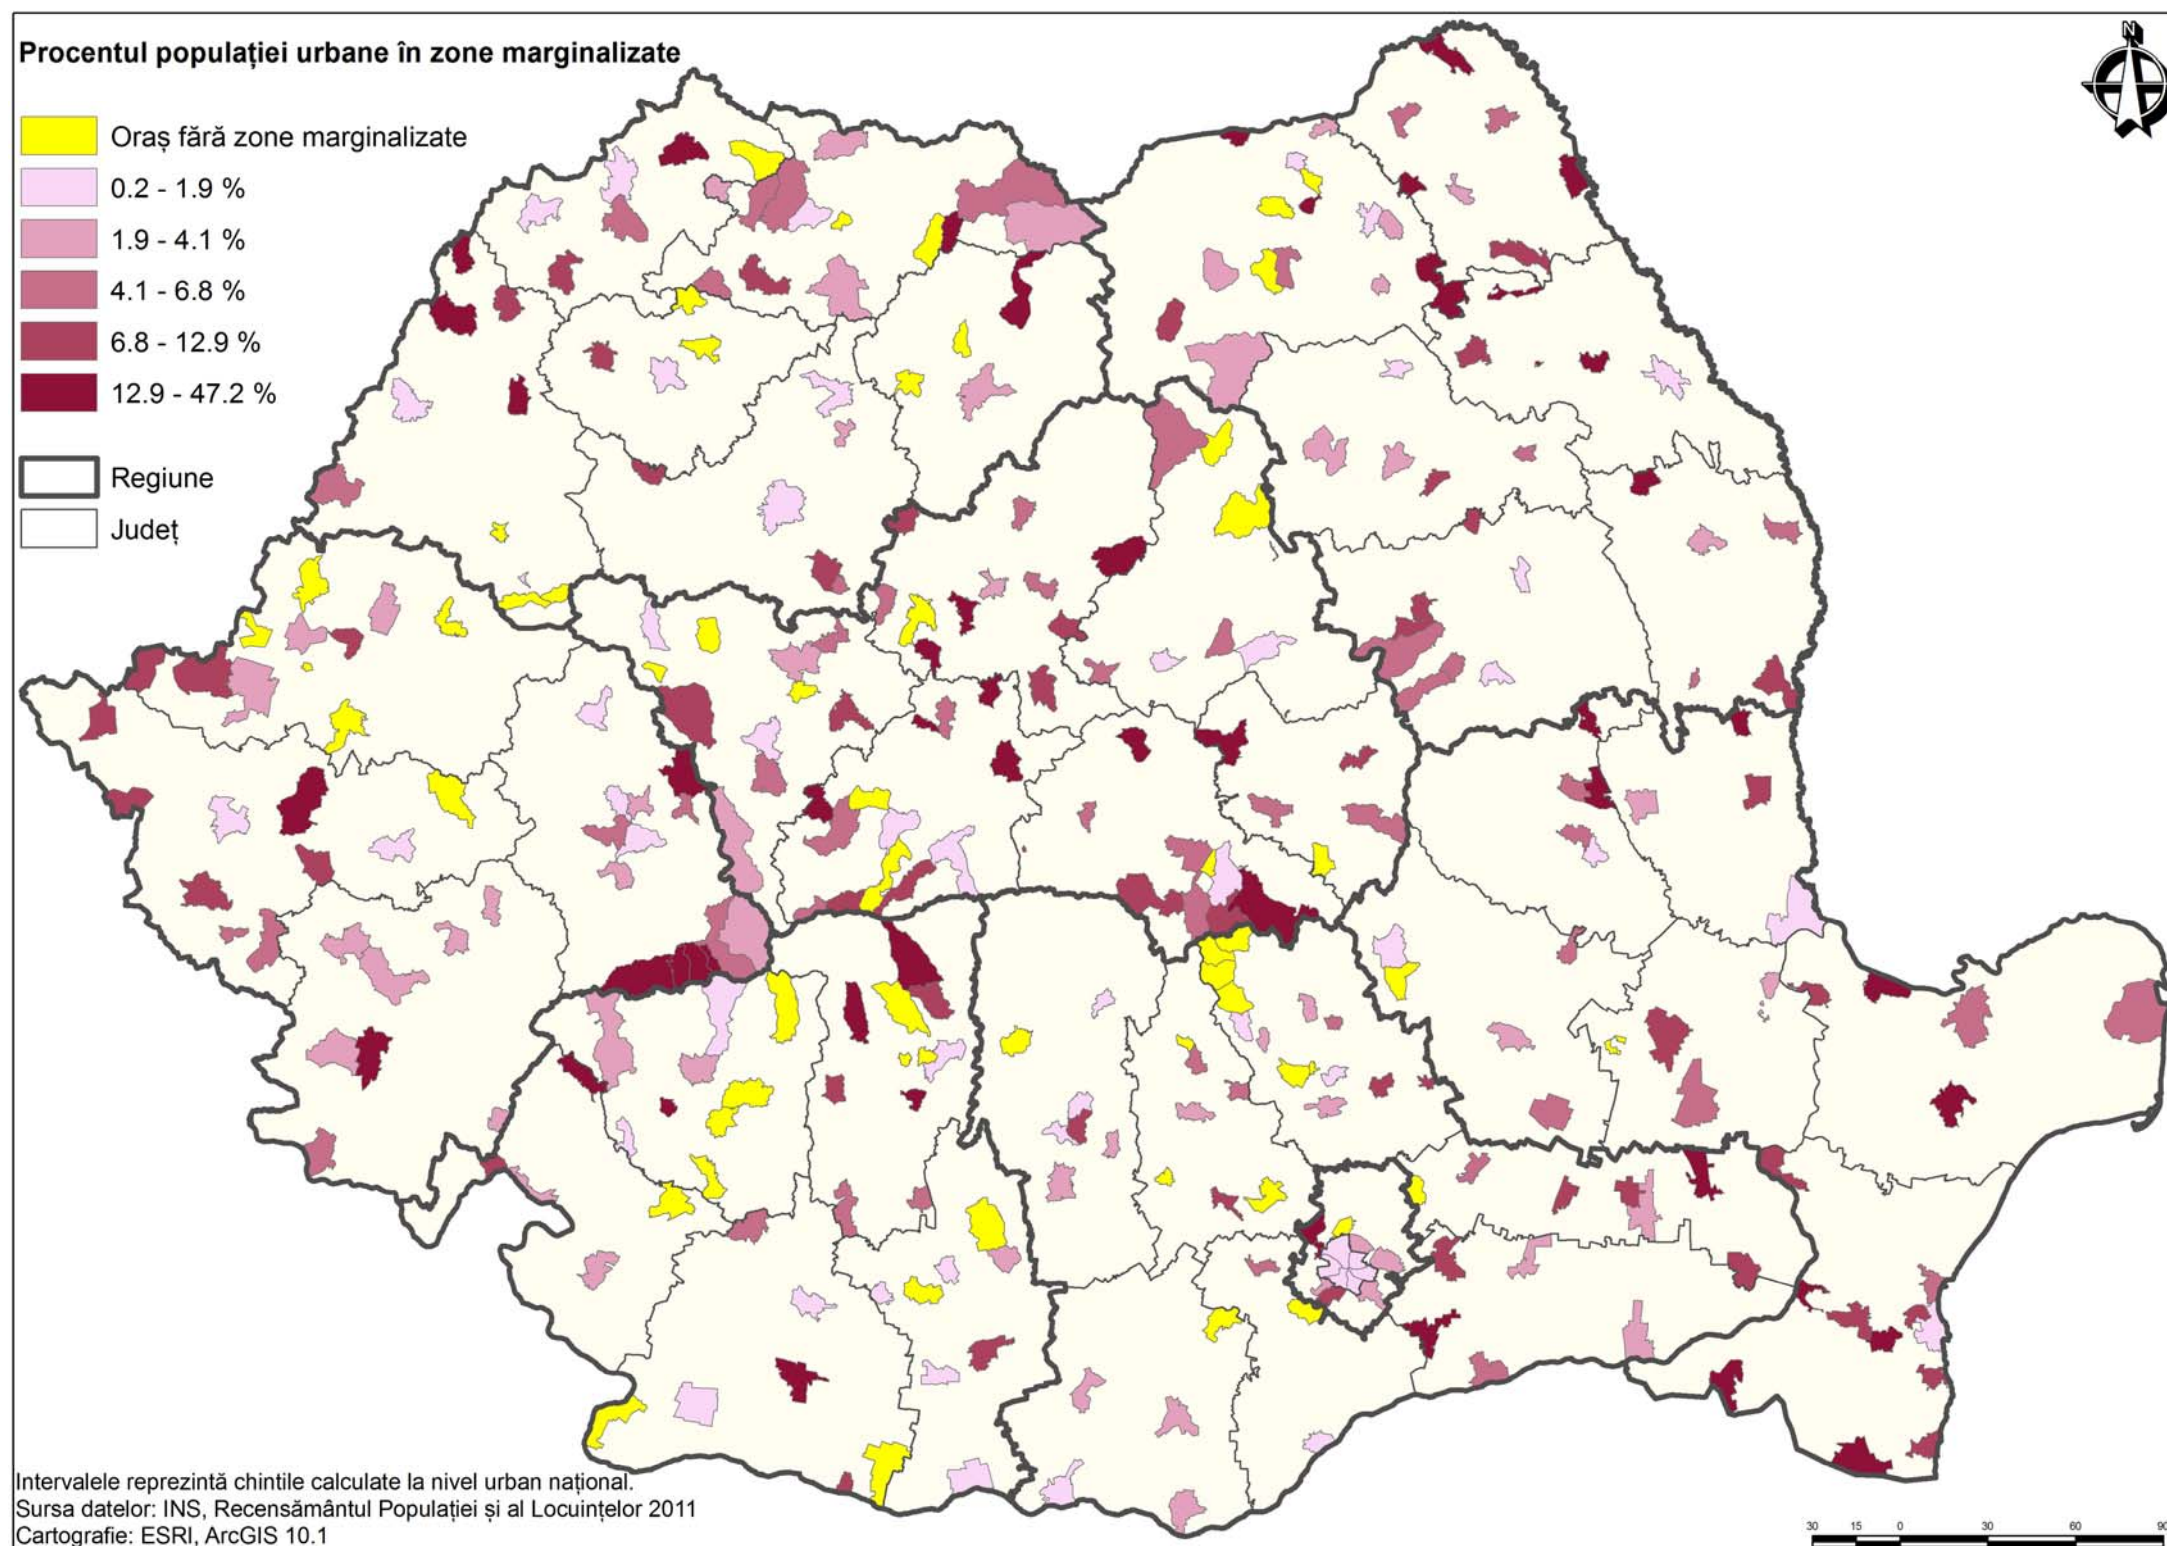 Procentul populației urbane în zone marginalizate
N
Oraș fără zone marginalizate
0.2 - 1.9 %
1.9 - 4.1 %
4.1 - 6.8 %
6.8 - 12.9 %
12.9 - 47.2 %
Regiune
Județ
Intervalele reprezintă chintile calculate la nivel urban național.
Sursa datelor: INS, Recensământul Populației și al Locuințelor 2011
Cartografie: ESRI, ArcGIS 10.1
30 15 0 30 60 90